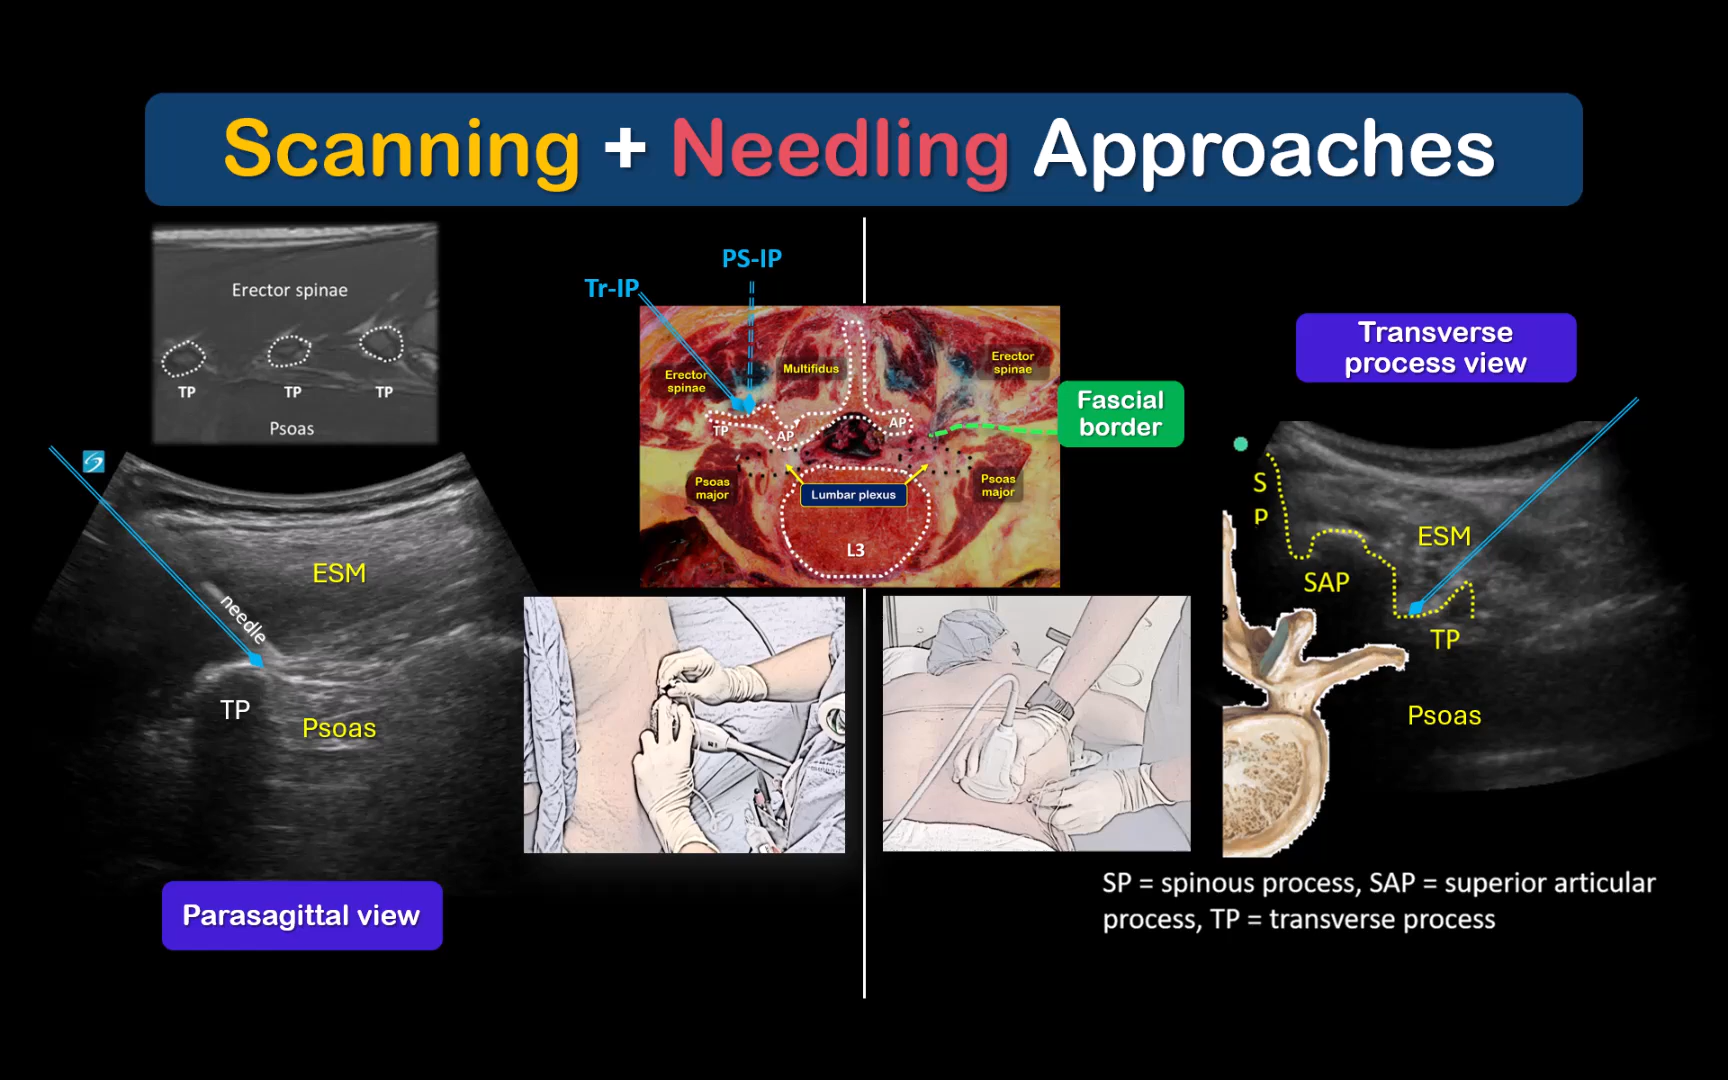 Scanning + Needling Approaches
Erector spinae
TP
TP
TP
Psoas
needle
ESM
TP
Psoas
Parasagittal view
PS-IP
Tr-IP
Erector
spinae
Multifidus
Erector
spinae
TP
AP
AP
Psoas
major
Lumbar plexus
Psoas
major
L3
Fascial
border
Transverse
process view
S
P
ESM
SAP
TP
Psoas
SP = spinous process, SAP = superior articular
process, TP = transverse process